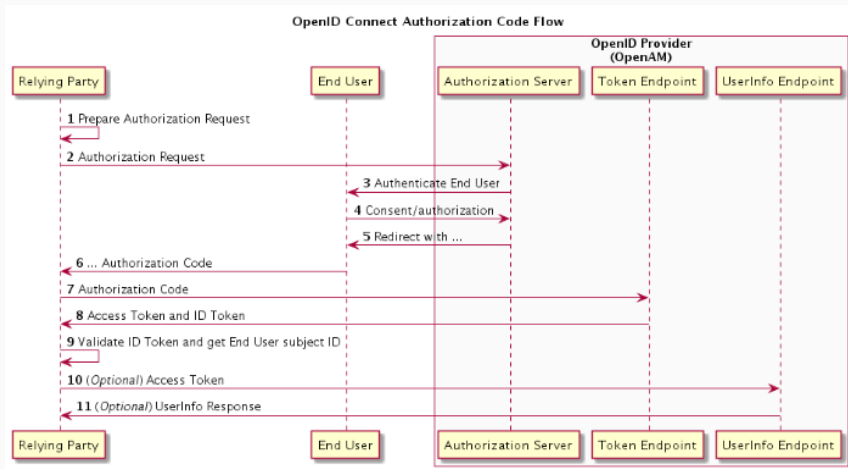 OpenID Connect Authorization Code Flow
OpenID Provider
(OpenAM)
Relying Party
End User
Authorization Server
Token Endpoint
UserInfo Endpoint
1 Prepare Authorization Request
2 Authorization Request
3 Authenticate End User
4 Consent/authorization
5 Redirect with ...
6 ... Authorization Code
7 Authorization Code
8 Access Token and ID Token
9 Validate ID Token and get End User subject ID
10 (Optional) Access Token
11 (Optional) UserInfo Response
Relying Party
End User
Authorization Server
Token Endpoint
UserInfo Endpoint